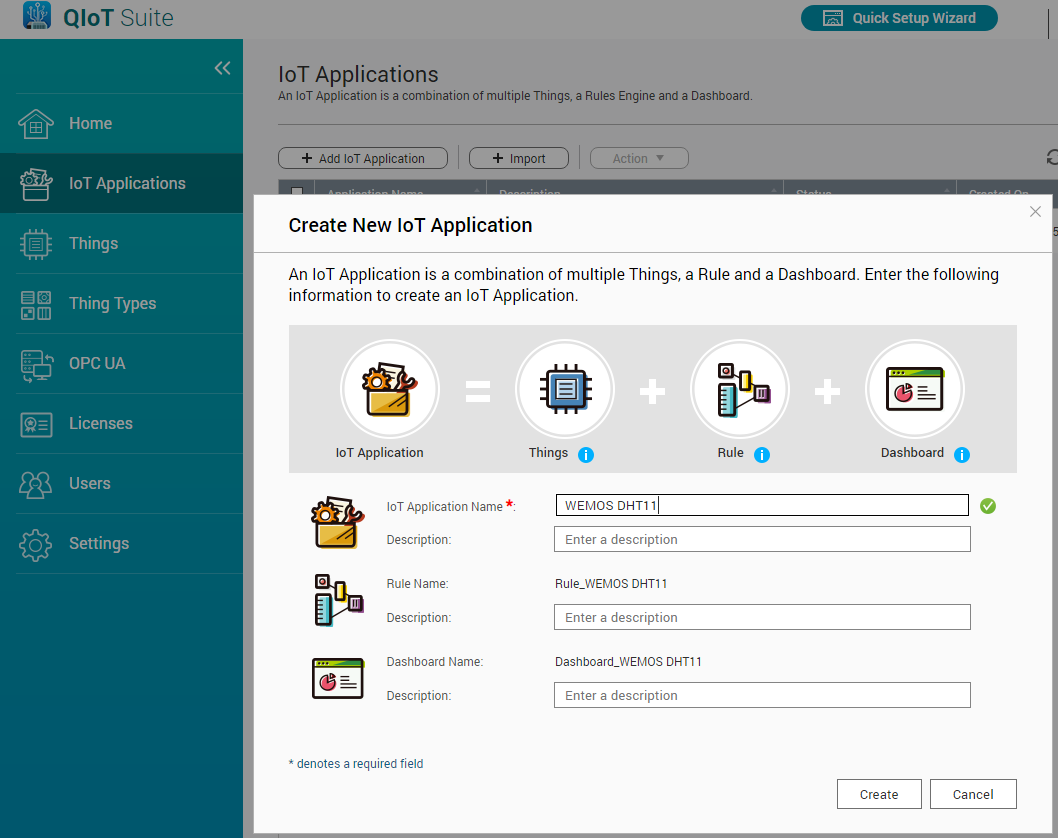 QIoT Suite
Quick Setup Wizard
Home
IoT Applications
Things
Thing Types
OPC UA
Licenses
Users
Settings
IoT Applications
An IoT Application is a combination of multiple Things, a Rules Engine and a Dashboard.
+ Add IoT Application
+ Import
Action
Application Name
Description
Status
Created On
Create New IoT Application
An IoT Application is a combination of multiple Things, a Rule and a Dashboard. Enter the following
information to create an IoT Application.
IoT Application
Things
Rule
Dashboard
IoT Application Name *:
WEMOS DHT11
Description:
Enter a description
Rule Name:
Rule_WEMOS DHT11
Description:
Enter a description
Dashboard Name:
Dashboard_WEMOS DHT11
Description:
Enter a description
* denotes a required field
Create
Cancel